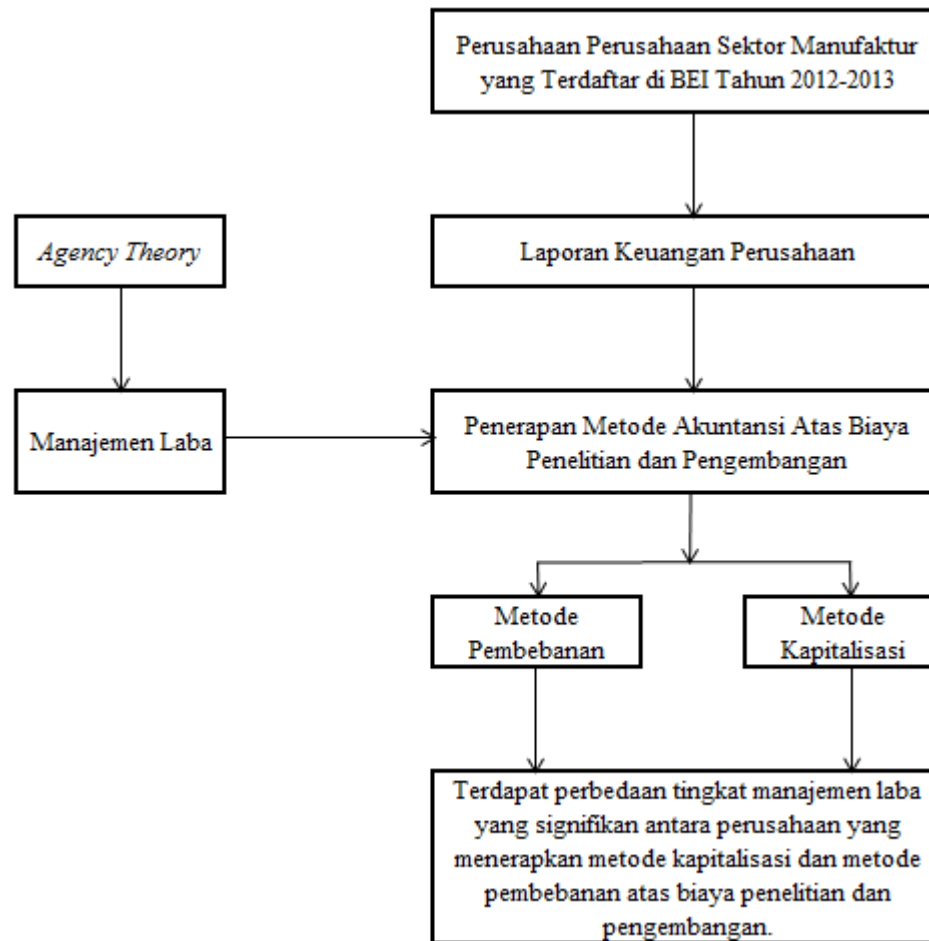 Perusahaan Perusahaan Sektor Manufaktur
yang Terdaftar di BEI Tahun 2012-2013
Agency Theory
Laporan Keuangan Perusahaan
Manajemen Laba
Penerapan Metode Akuntansi Atas Biaya
Penelitian dan Pengembangan
Metode
Pembebanan
Metode
Kapitalisasi
Terdapat perbedaan tingkat manajemen laba
yang signifikan antara perusahaan yang
menerapkan metode kapitalisasi dan metode
pembebanan atas biaya penelitian dan
pengembangan.